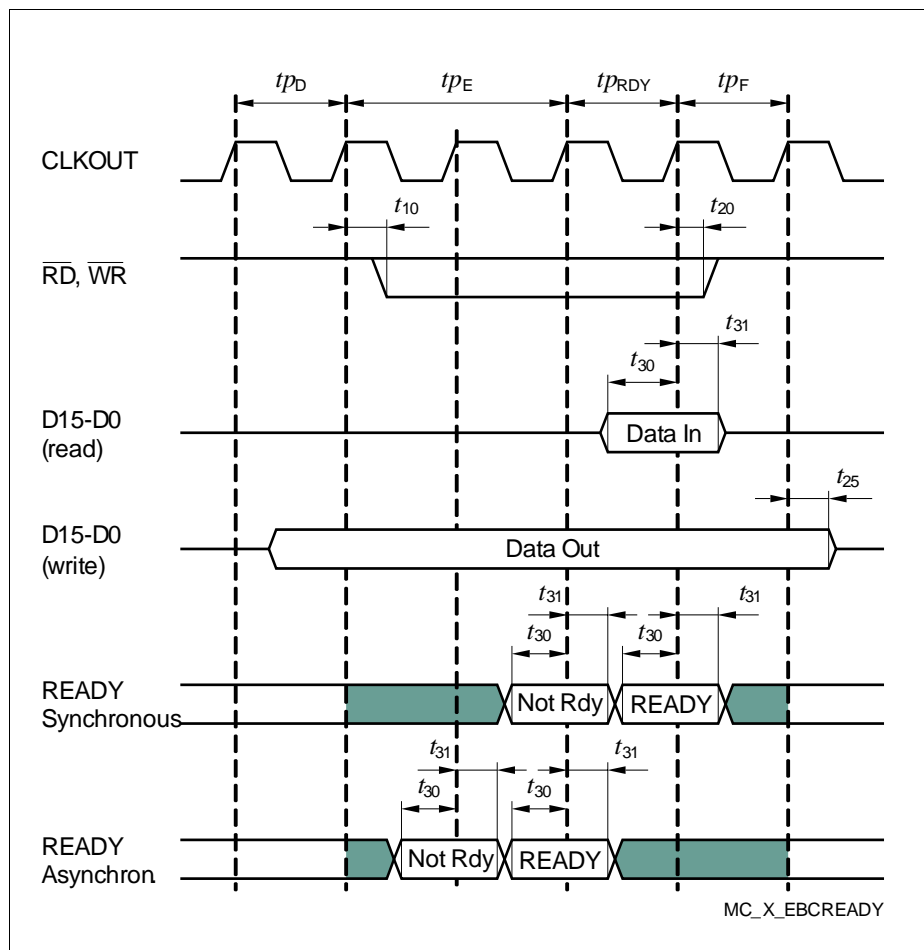 tpD tpE tpRDY tpF
CLKOUT
t10 t20
RD, WR
t31
t30
D15-D0
(read)
Data In
t25
D15-D0
(write)
Data Out
t31 t31
t30 t30
READY
Synchronous
Not Rdy READY
t31 t31
t30 t30
READY
Asynchron.
Not Rdy READY
MC_X_EBCREADY